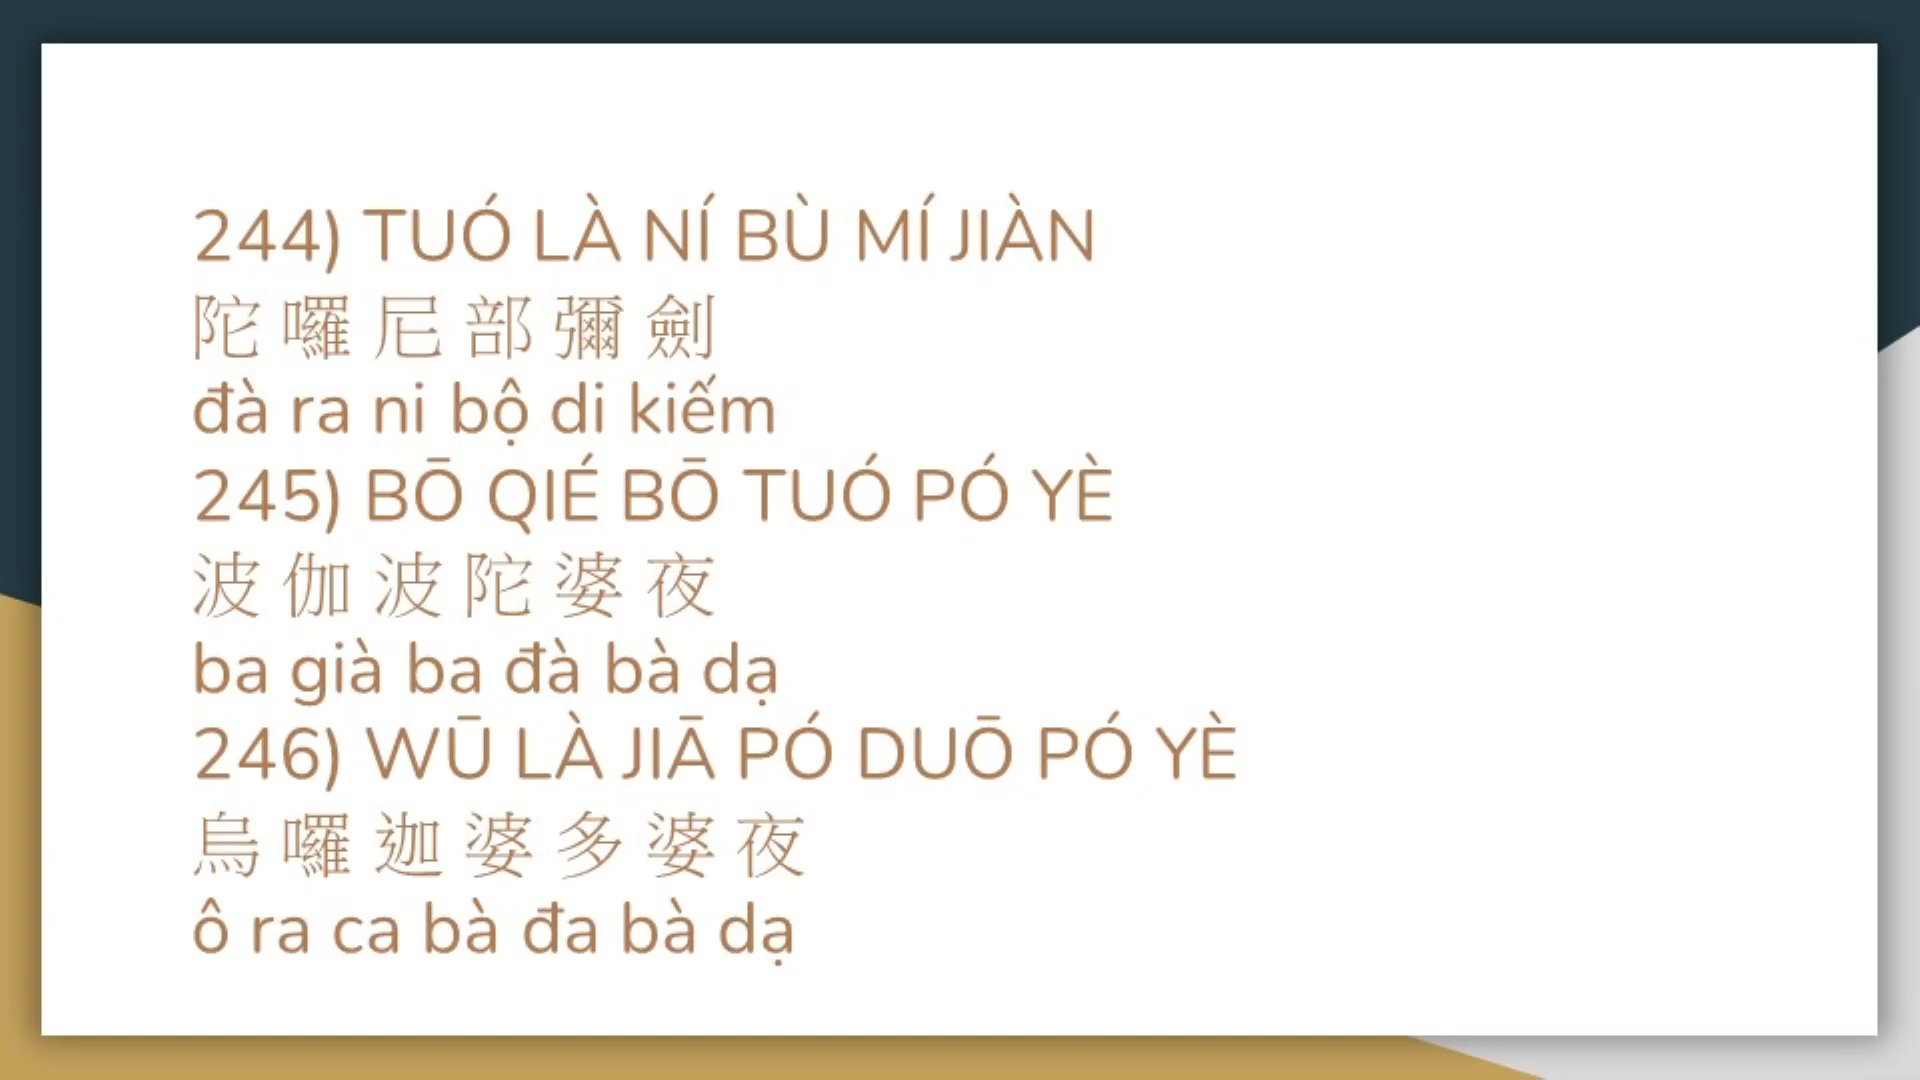 244) TUÓ LÀ NÍ BÙ MÍ JIÀN
陀 囉 尼 部 彌 劍
đà ra ni bộ di kiếm
245) BŌ QIÉ BŌ TUÓ PÓ YÈ
波 伽 波 陀 婆 夜
ba già ba đà bà dạ
246) WŪ LÀ JIĀ PÓ DUŌ PÓ YÈ
烏 囉 迦 婆 多 婆 夜
ô ra ca bà đa bà dạ